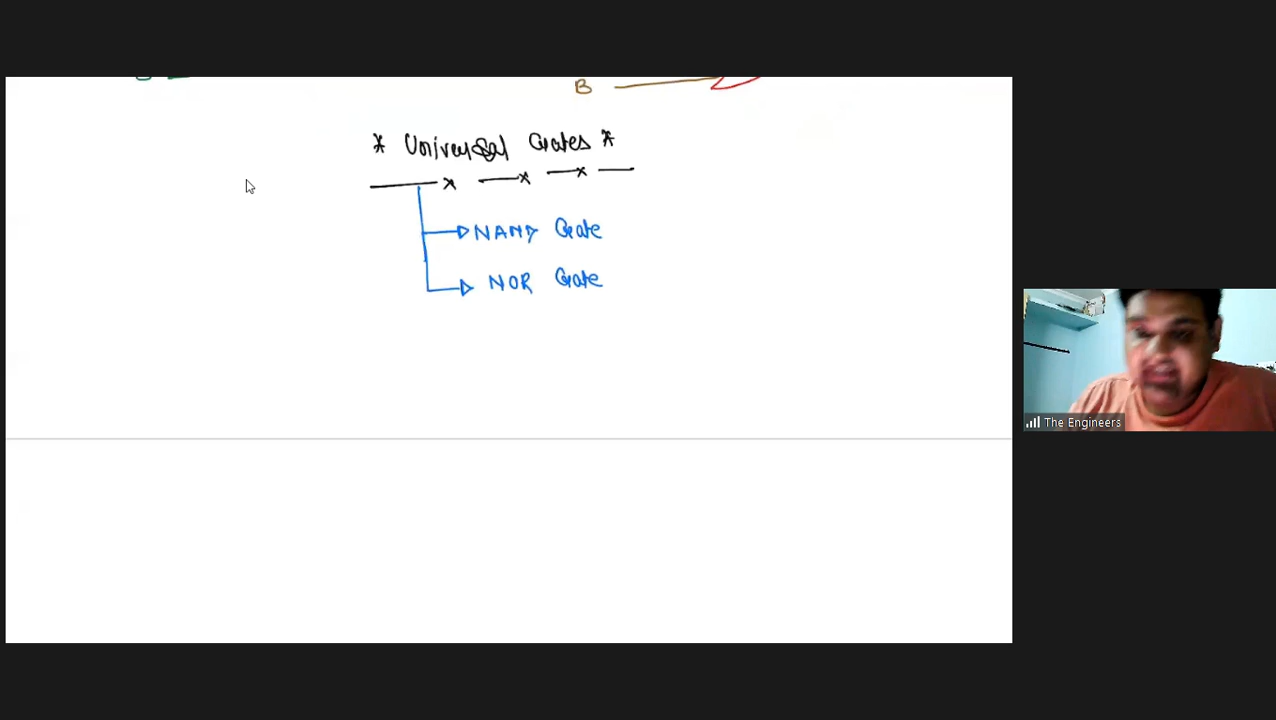 B
* Universal Gates *
NAND Gate
NOR Gate
The Engineers